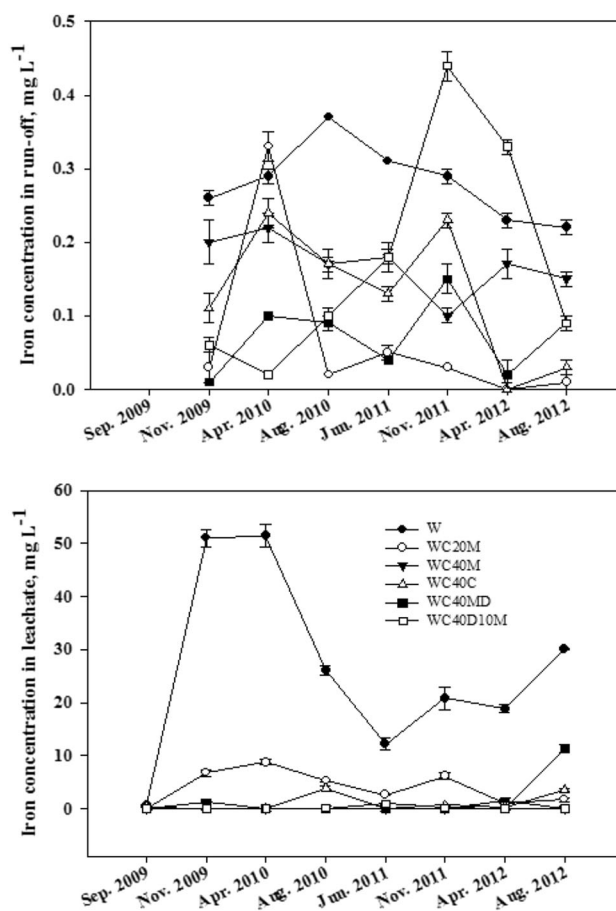 Iron concentration in run-off, mg L-1
0.5
0.4
0.3
0.2
0.1
0.0
Sep. 2009
Nov. 2009
Apr. 2010
Aug. 2010
Jun. 2011
Nov. 2011
Apr. 2012
Aug. 2012
Iron concentration in leachate, mg L-1
60
50
40
30
20
10
0
W
WC20M
WC40M
WC40C
WC40MD
WC40D10M
Sep. 2009
Nov. 2009
Apr. 2010
Aug. 2010
Jun. 2011
Nov. 2011
Apr. 2012
Aug. 2012